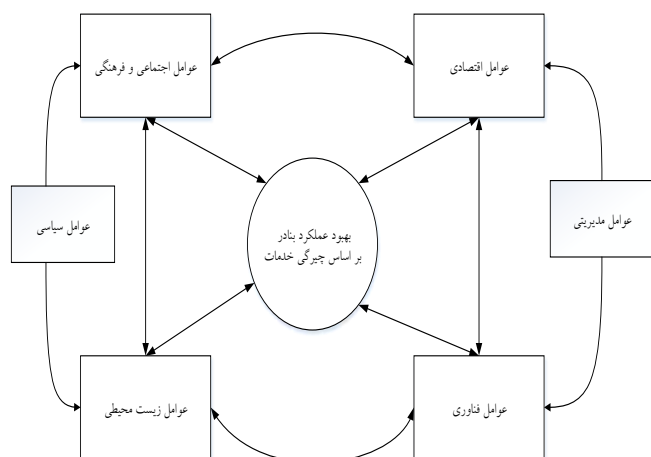 عوامل اقتصادی
عوامل اجتماعی و فرهنگی
عوامل مدیریتی
عوامل سیاسی
بهبود عملکرد بنادر
بر اساس چیرگی خدمات
عوامل فناوری
عوامل زیست محیطی